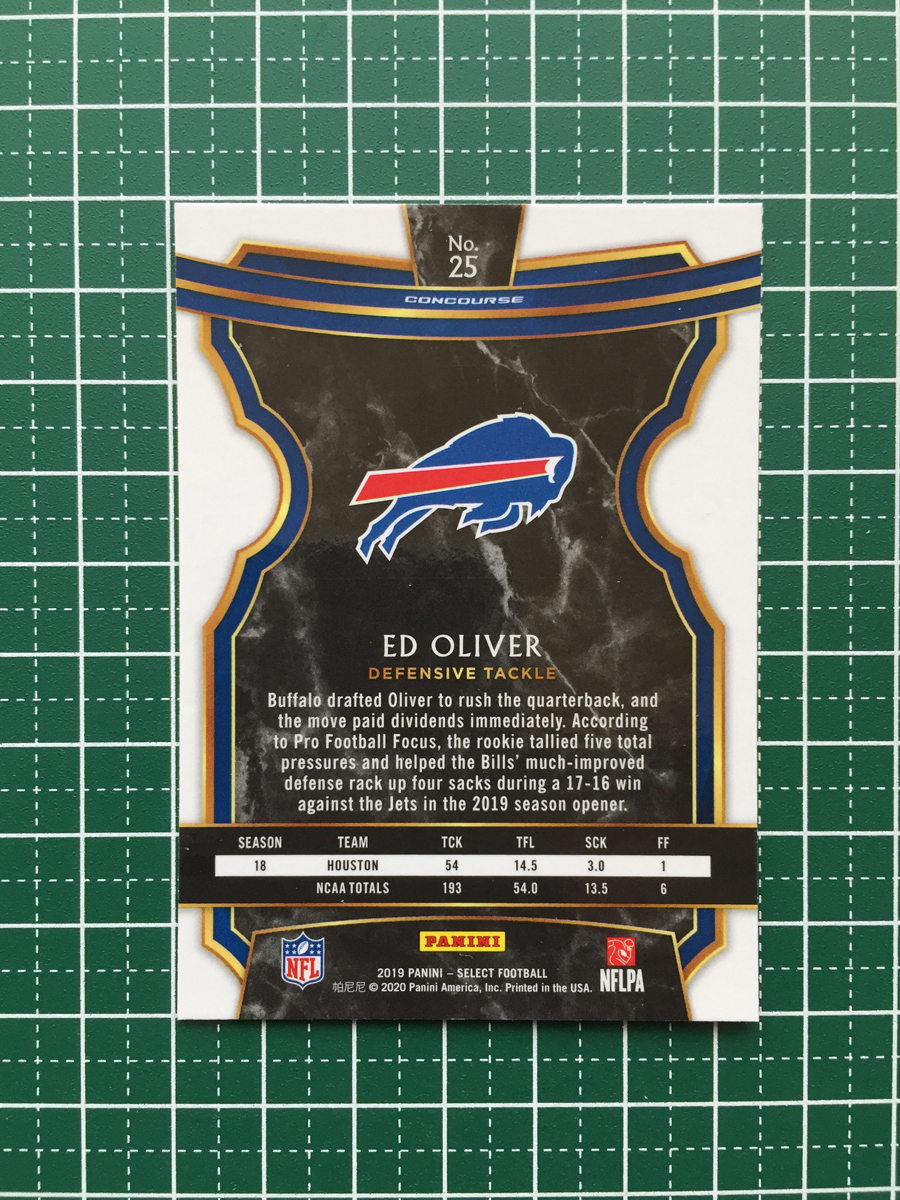 No.
25
CONCOURSE
ED OLIVER
DEFENSIVE TACKLE
Buffalo drafted Oliver to rush the quarterback, and
the move paid dividends immediately. According
to Pro Football Focus, the rookie tallied five total
pressures and helped the Bills' much-improved
defense rack up four sacks during a 17-16 win
against the Jets in the 2019 season opener.
SEASON TEAM TCK TFL SCK FF
18 HOUSTON 54 14.5 3.0 1
NCAA TOTALS 193 54.0 13.5 6
NFL
PANINI
NFLPA
2019 PANINI – SELECT FOOTBALL
帕尼尼 © 2020 Panini America, Inc. Printed in the USA.